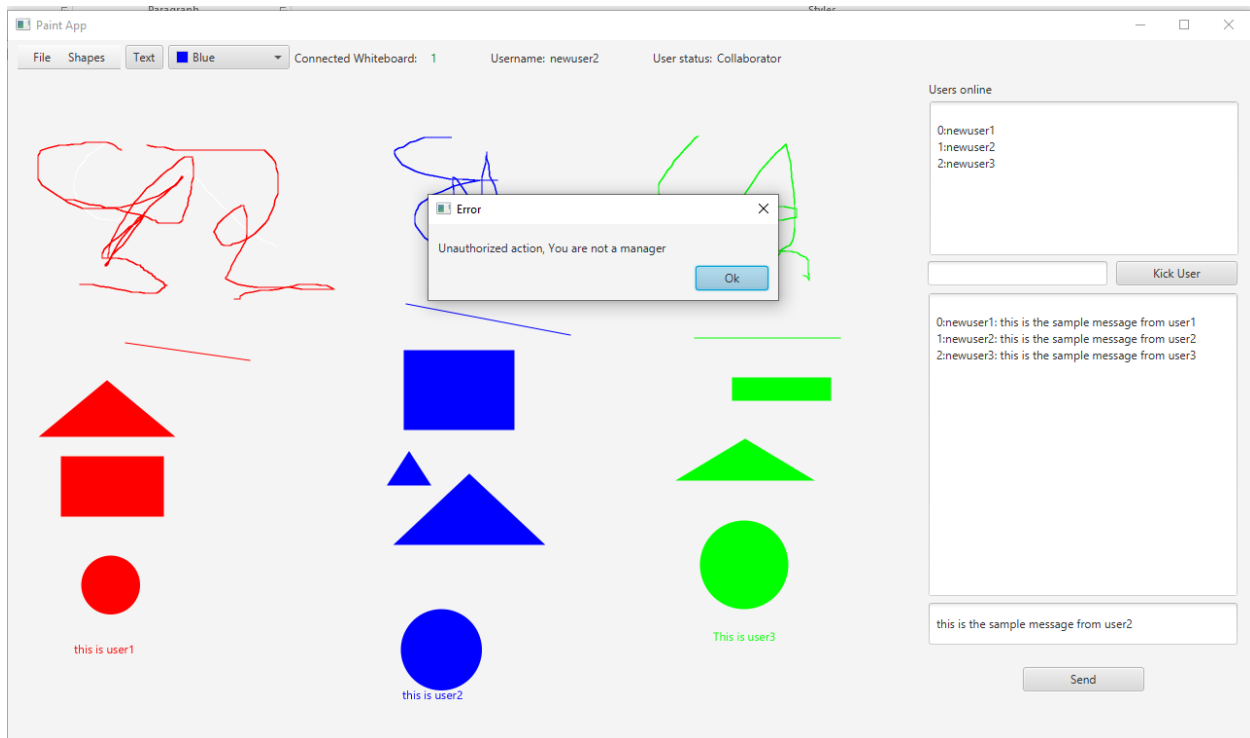 Paragraph
Styles
Paint App
File Shapes Text Blue Connected Whiteboard: 1 Username: newuser2 User status: Collaborator
Users online
0:newuser1
1:newuser2
2:newuser3
Error
Unauthorized action, You are not a manager
Ok
Kick User
0:newuser1: this is the sample message from user1
1:newuser2: this is the sample message from user2
2:newuser3: this is the sample message from user3
this is user1
this is user2
This is user3
this is the sample message from user2
Send